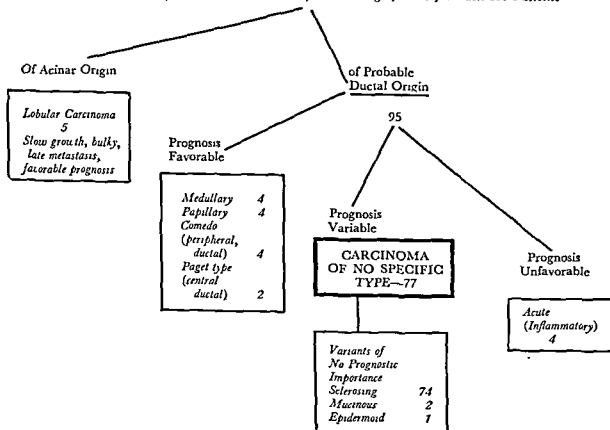 Of Acinar Origin
Lobular Carcinoma
5
Slow growth, bulky,
late metastasis,
favorable prognosis
of Probable
Ductal Origin
95
Prognosis
Favorable
Medullary 4
Papillary 4
Comedo
(peripheral,
ductal) 4
Paget type
(central
ductal) 2
Prognosis
Variable
CARCINOMA
OF NO SPECIFIC
TYPE—77
Variants of
No Prognostic
Importance
Sclerosing 74
Mucinous 2
Epidermoid 1
Prognosis
Unfavorable
Acute
(Inflammatory)
4